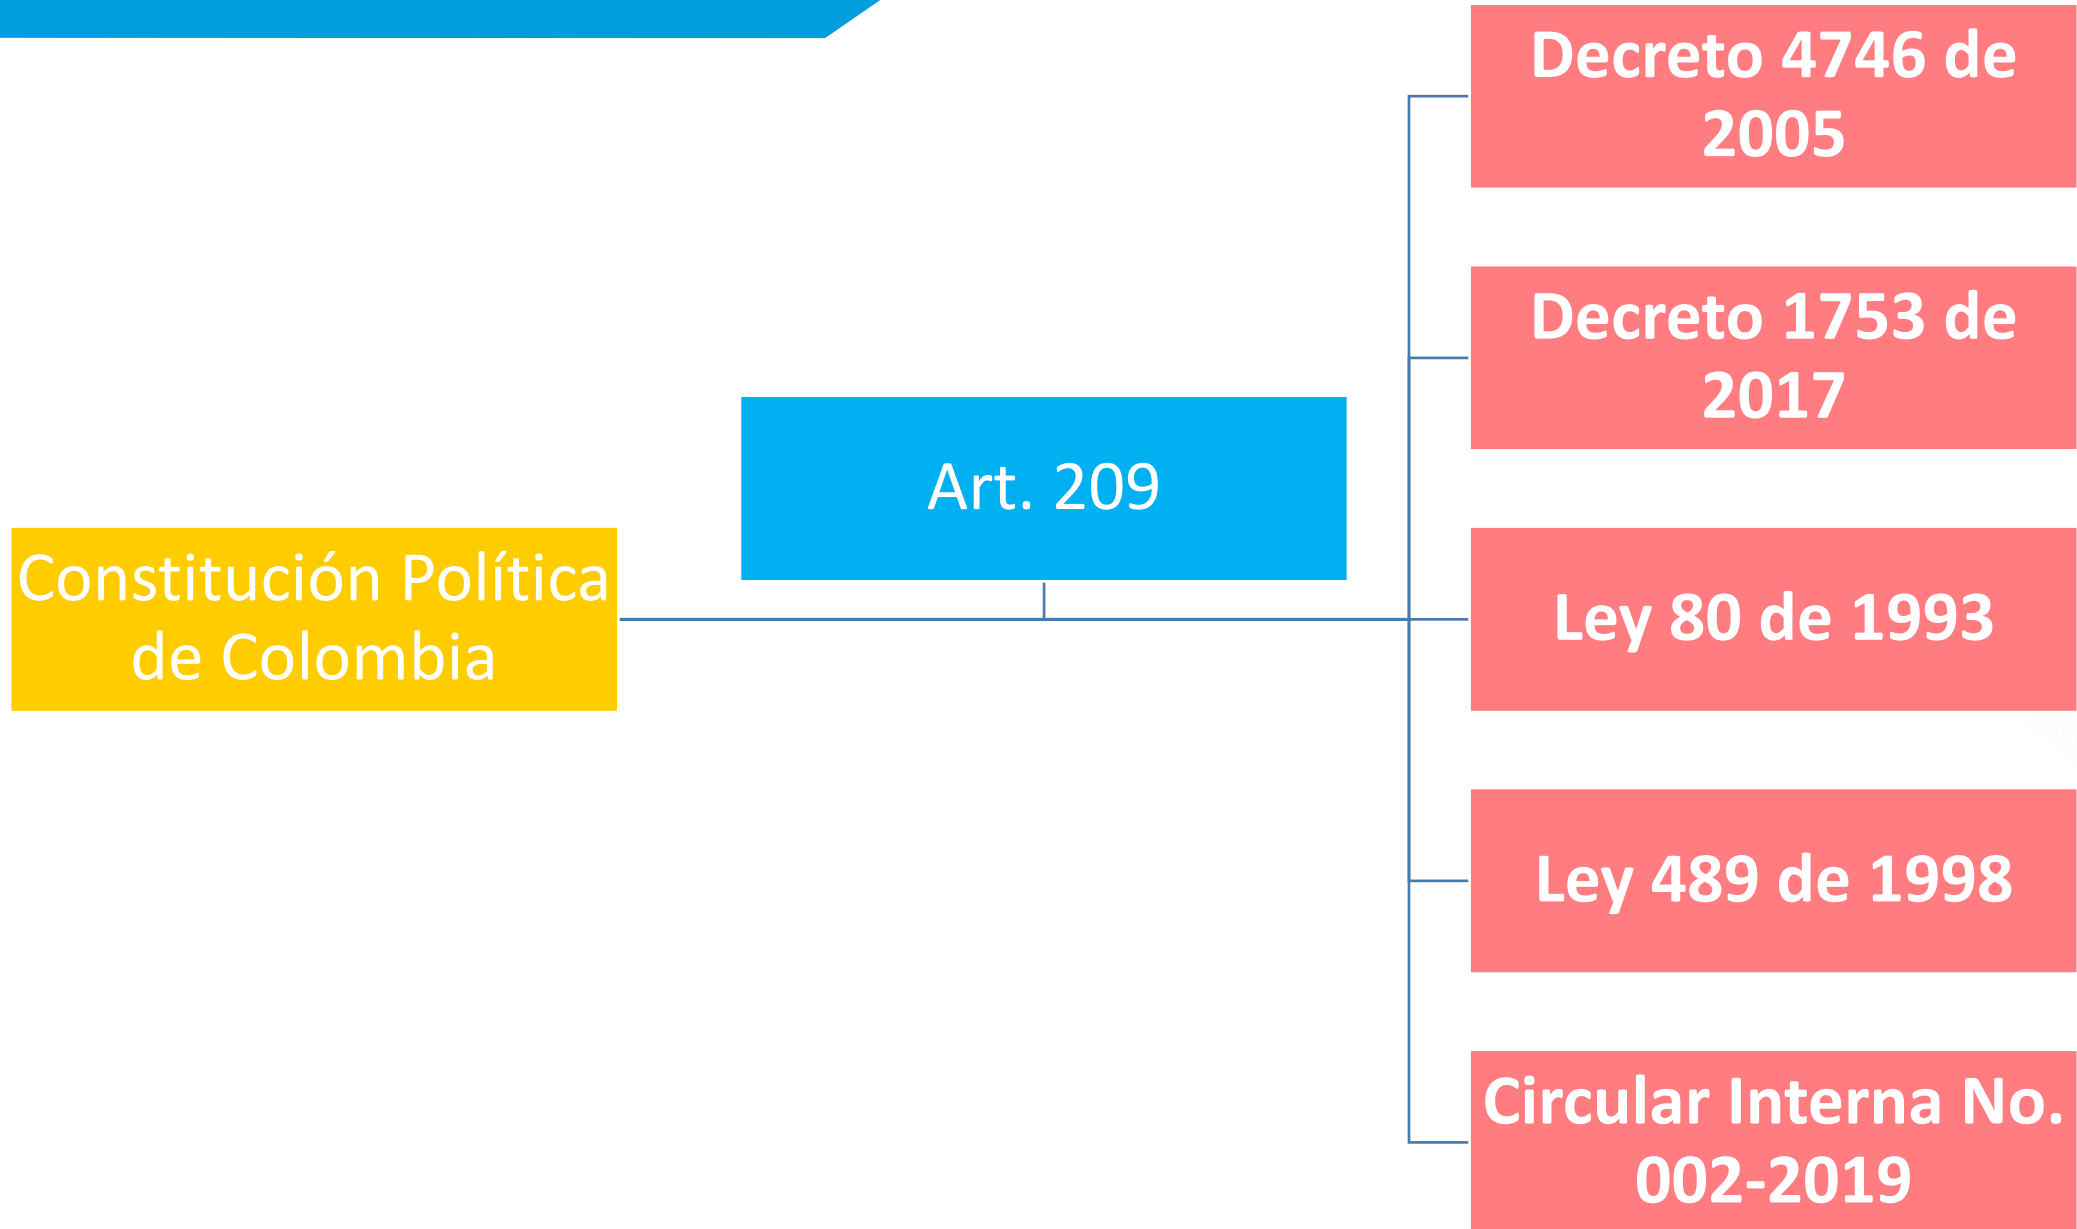 Constitución Política
de Colombia
Art. 209
Decreto 4746 de
2005
Decreto 1753 de
2017
Ley 80 de 1993
Ley 489 de 1998
Circular Interna No.
002-2019